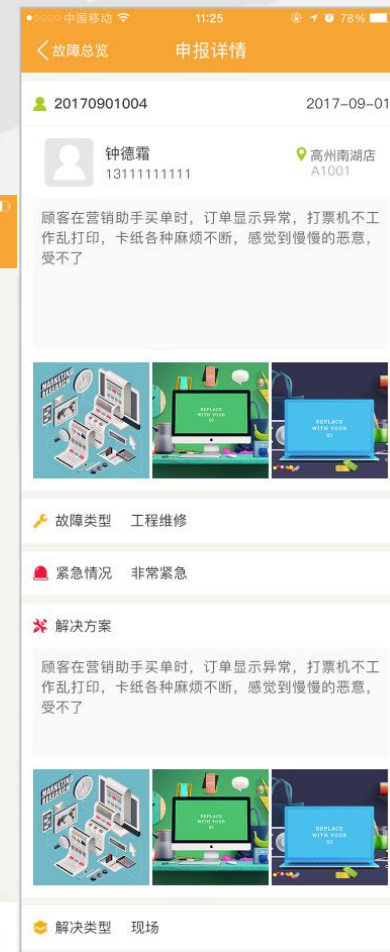 中国移动 11:25 78%
故障总览 申报详情
20170901004 2017-09-01
钟德霜 高州南湖店
13111111111 A1001
顾客在营销助手买单时，订单显示异常，打票机不工
作乱打印，卡纸各种麻烦不断，感觉到慢慢的恶意，
受不了
MARKETING RESEARCH
REPLACE
WITH YOUR
UI
REPLACE
WITH YOUR
UI
故障类型 工程维修
紧急情况 非常紧急
解决方案
顾客在营销助手买单时，订单显示异常，打票机不工
作乱打印，卡纸各种麻烦不断，感觉到慢慢的恶意，
受不了
MARKETING RESEARCH
REPLACE
WITH YOUR
UI
REPLACE
WITH YOUR
UI
解决类型 现场